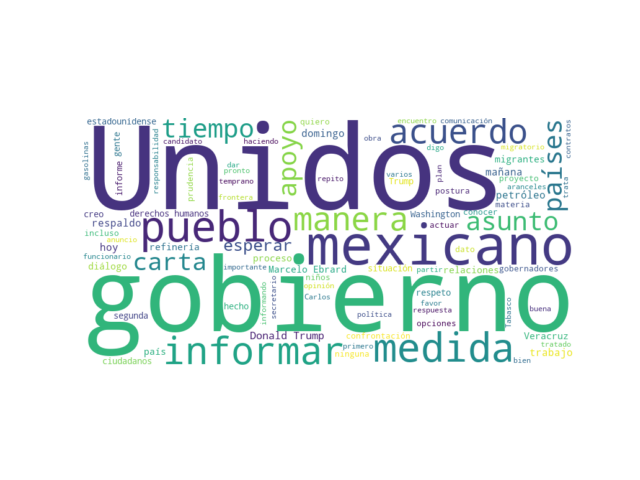 estadounidense
Unidos
tiempo
candidato
haciendo
apoyo
quiero
domingo
obra
encuentro
comunicación
acuerdo
digo
migratorio
países
contratos
gasolinas
informe
gente
responsabilidad
prudencia
dar
pronto
temprano
frontera
repito
varios
Trump
plan
postura
migrantes
mañana
proyecto
aranceles
petróleo
materia
trata
creo
derechos humanos
respaldo
incluso
hoy
anuncio
pueblo
refinería
esperar
manera
Washington
conocer
actuar
asunto
mexicano
dato
funcionario
diálogo
carta
importante
proceso
Marcelo Ebrard
situación
partir
relaciones
gobernadores
gobierno
hecho
informando
secretario
niños
opinión
Carlos
política
respeto
favor
respuesta
opciones
Tabasco
buena
segunda
Donald Trump
confrontación
Veracruz
tratado
país
ciudadanos
informar
primero
ninguna
medida
bien
trabajo